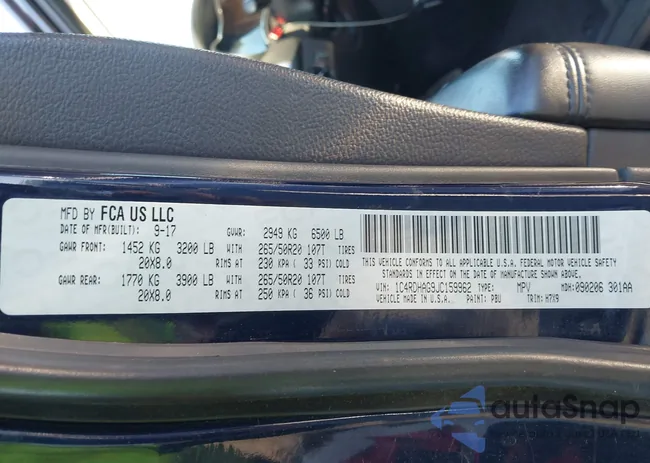 MFD BY FCA US LLC
DATE OF MFR(BUILT): 9-17 GVWR: 2949 KG 6500 LB
GAWR FRONT: 1452 KG 3200 LB WITH 265/50R20 107T TIRES
20X8.0 RIMS AT 230 KPA ( 33 PSI) COLD
GAWR REAR: 1770 KG 3900 LB WITH 265/50R20 107T TIRES
20X8.0 RIMS AT 250 KPA ( 36 PSI) COLD
THIS VEHICLE CONFORMS TO ALL APPLICABLE U.S.A. FEDERAL MOTOR VEHICLE SAFETY
STANDARDS IN EFFECT ON THE DATE OF MANUFACTURE SHOWN ABOVE.
VIN: 1C4RDHAG9JC159962 TYPE: MPV MDH: 090206 301AA
VEHICLE MADE IN U.S.A. PAINT: PBU TRIM: H7X9
autoSnap